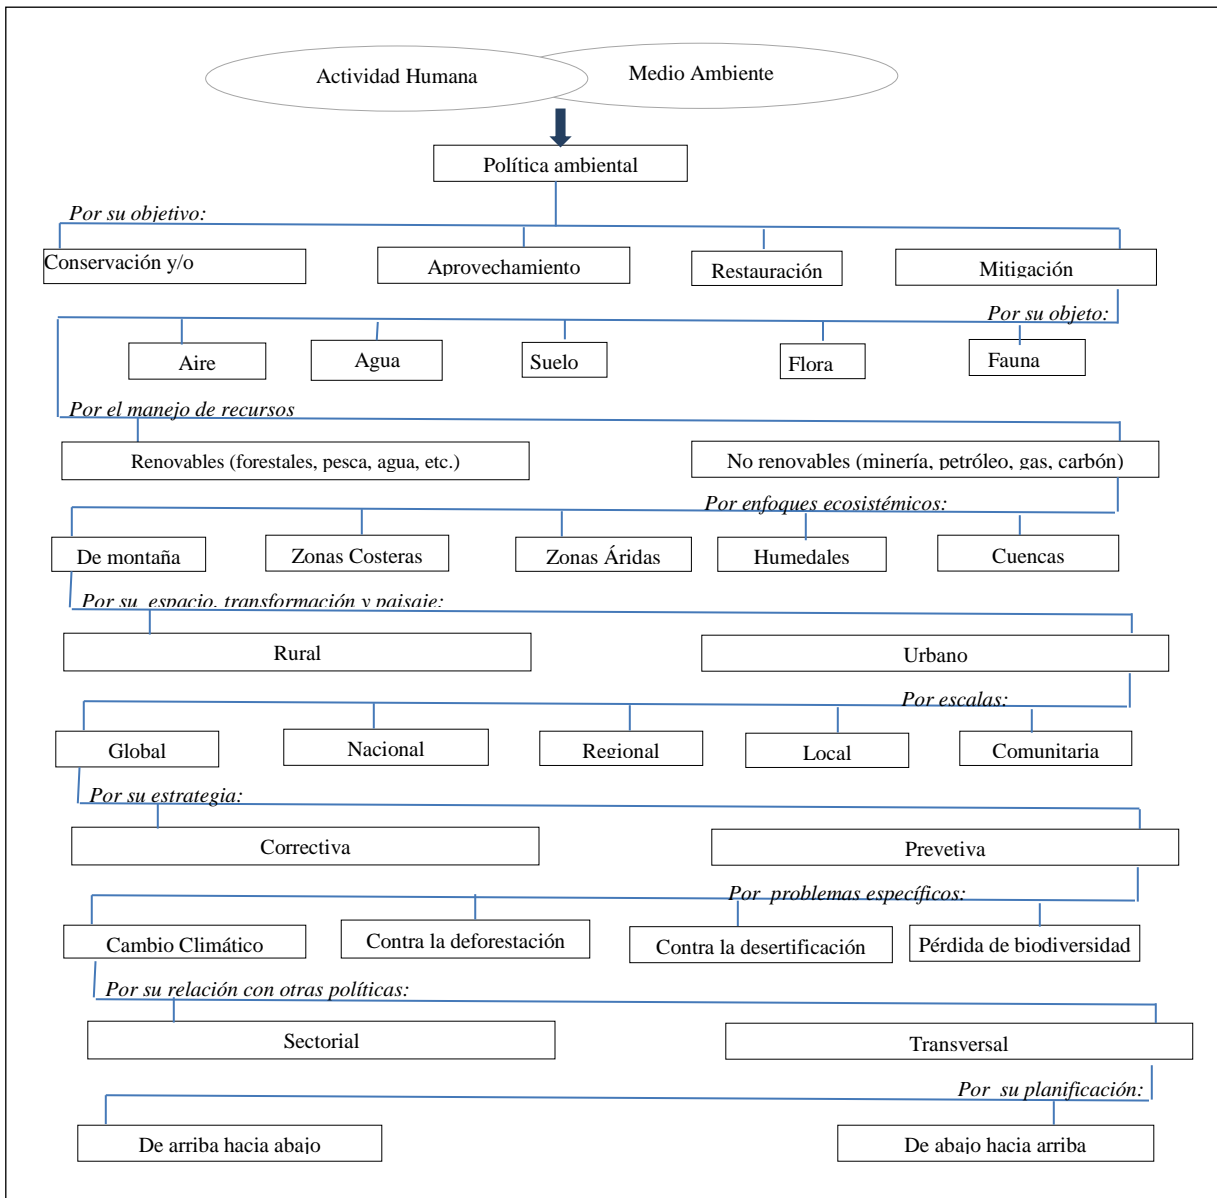 Actividad Humana
Medio Ambiente
Política ambiental
Por su objetivo:
Conservación y/o
Aprovechamiento
Restauración
Mitigación
Por su objeto:
Aire
Agua
Suelo
Flora
Fauna
Por el manejo de recursos
Renovables (forestales, pesca, agua, etc.)
No renovables (minería, petróleo, gas, carbón)
Por enfoques ecosistémicos:
De montaña
Zonas Costeras
Zonas Áridas
Humedales
Cuencas
Por su espacio, transformación y paisaje:
Rural
Urbano
Por escalas:
Global
Nacional
Regional
Local
Comunitaria
Por su estrategia:
Correctiva
Prevetiva
Por problemas específicos:
Cambio Climático
Contra la deforestación
Contra la desertificación
Pérdida de biodiversidad
Por su relación con otras políticas:
Sectorial
Transversal
Por su planificación:
De arriba hacia abajo
De abajo hacia arriba